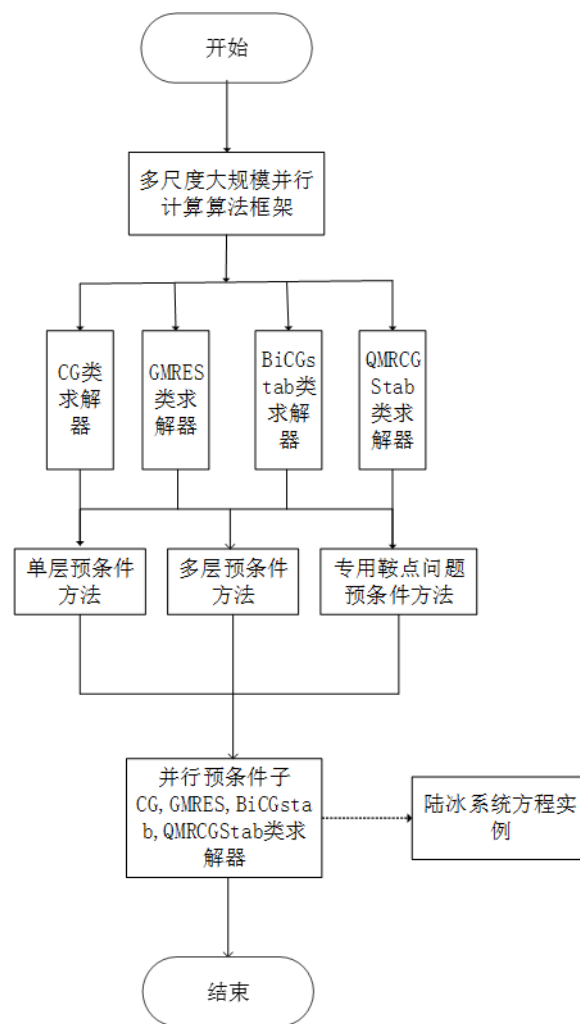 开始
多尺度大规模并行
计算算法框架
CG类
求解
器
GMRES
类求
解器
BiCGs
tab类
求解
器
QMRCG
Stab
类求
解器
单层预条件
方法
多层预条件
方法
专用鞍点问题
预条件方法
并行预条件子
CG,GMRES,BiCGsta
b,QMRCGStab类求
解器
陆冰系统方程实
例
结束